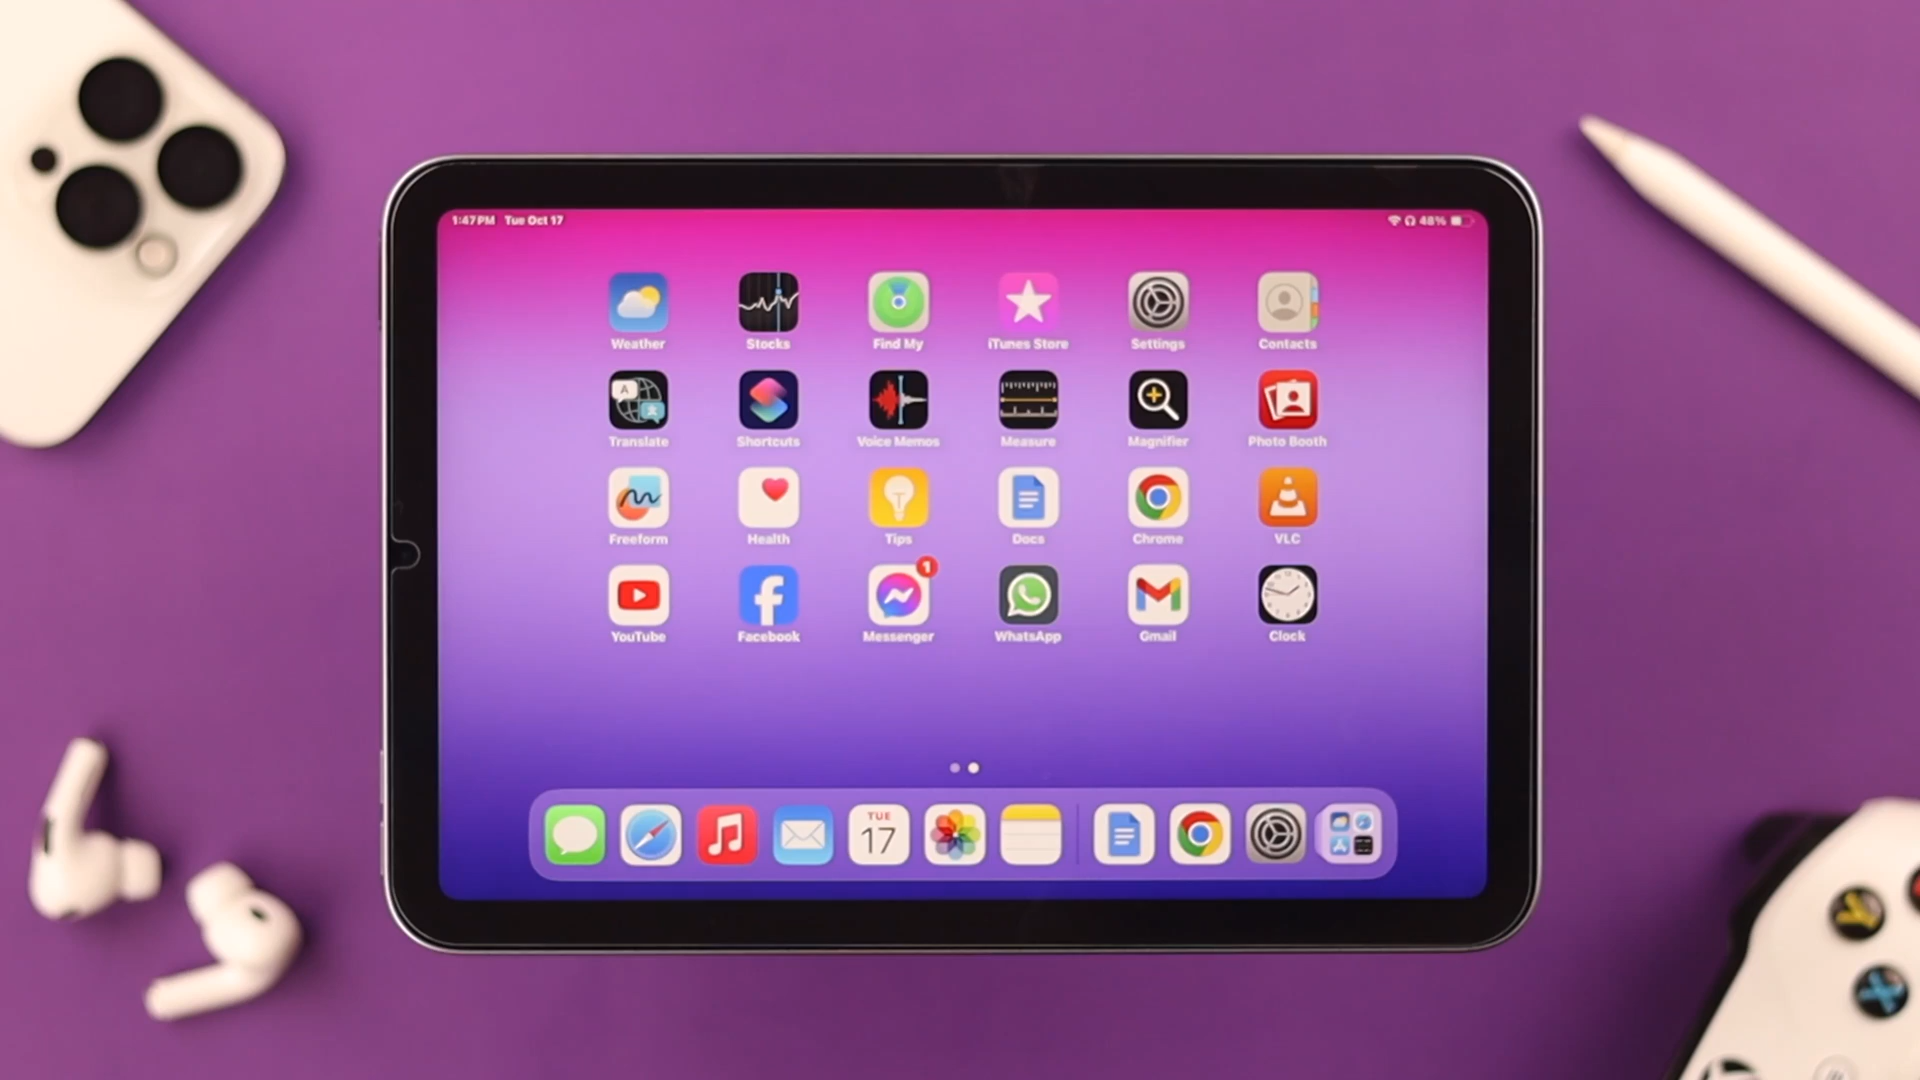 1:47 PM Tue Oct 17
48%
Weather Stocks Find My iTunes Store Settings Contacts
Translate Shortcuts Voice Memos Measure Magnifier Photo Booth
Freeform Health Tips Docs Chrome VLC
1
YouTube Facebook Messenger WhatsApp Gmail Clock
TUE
17
Y
X